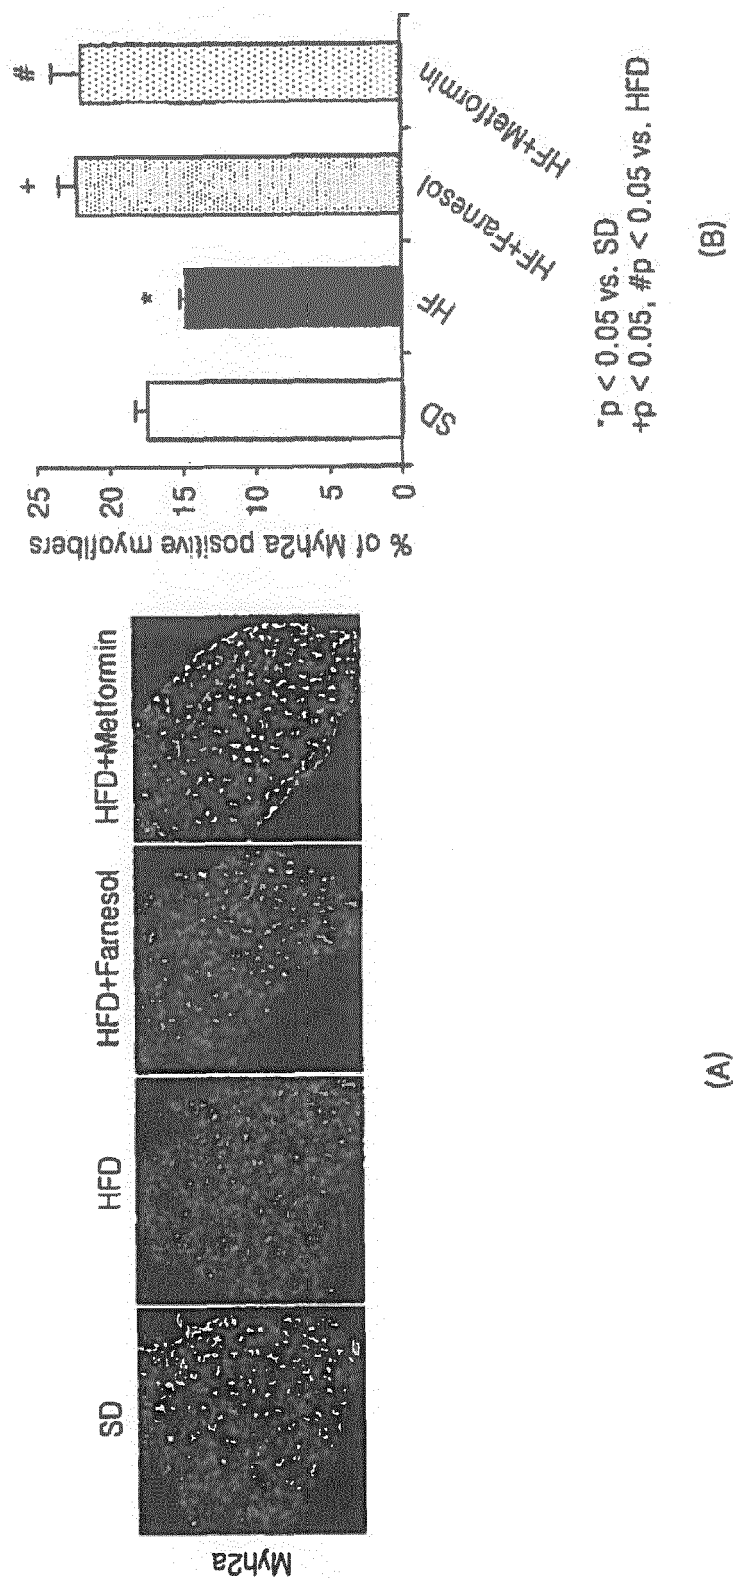 SD
HFD
HFD+Farnesol
HFD+Metformin
Myh2a
(A)
% of Myh2a positive myofibers
25
20
15
10
5
0
*
+
#
SD
HF
HF+Farnesol
HF+Metformin
*p < 0.05 vs. SD
+p < 0.05, #p < 0.05 vs. HFD
(B)